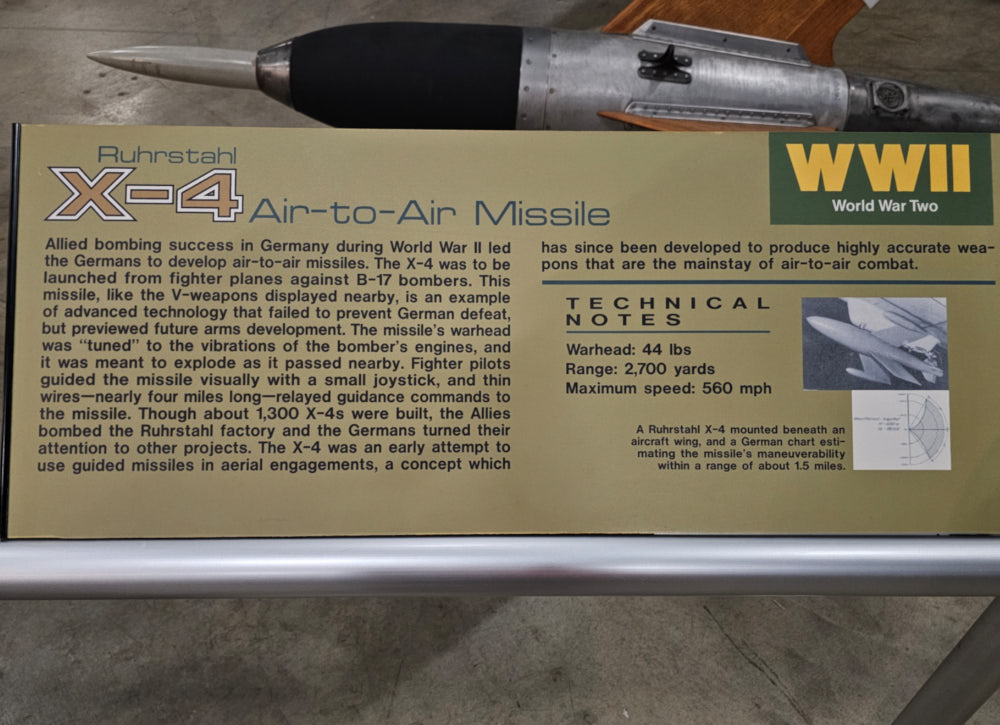 Ruhrstahl
X-4 Air-to-Air Missile
WWII
World War Two
Allied bombing success in Germany during World War II led
the Germans to develop air-to-air missiles. The X-4 was to be
launched from fighter planes against B-17 bombers. This
missile, like the V-weapons displayed nearby, is an example
of advanced technology that failed to prevent German defeat,
but previewed future arms development. The missile's warhead
was "tuned" to the vibrations of the bomber's engines, and
it was meant to explode as it passed nearby. Fighter pilots
guided the missile visually with a small joystick, and thin
wires—nearly four miles long—relayed guidance commands to
the missile. Though about 1,300 X-4s were built, the Allies
bombed the Ruhrstahl factory and the Germans turned their
attention to other projects. The X-4 was an early attempt to
use guided missiles in aerial engagements, a concept which
has since been developed to produce highly accurate wea-
pons that are the mainstay of air-to-air combat.
TECHNICAL
NOTES
Warhead: 44 lbs
Range: 2,700 yards
Maximum speed: 560 mph
A Ruhrstahl X-4 mounted beneath an
aircraft wing, and a German chart esti-
mating the missile's maneuverability
within a range of about 1.5 miles.